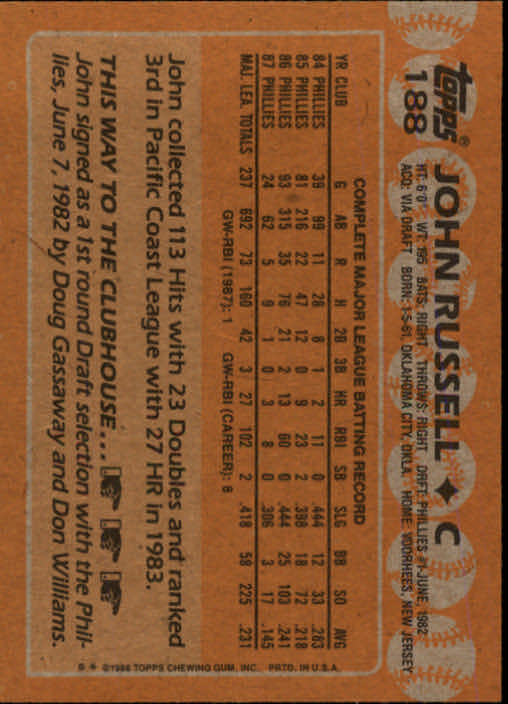 topps®
188
JOHN RUSSELL ♦ C
HT: 6'0" WT: 195 BATS: RIGHT THROWS: RIGHT DRFT: PHILLIES #1-JUNE, 1982
ACQ: VIA DRAFT BORN: 1-5-61, OKLAHOMA CITY, OKLA. HOME: VOORHEES, NEW JERSEY
COMPLETE MAJOR LEAGUE BATTING RECORD
YR CLUB G AB R H 2B 3B HR RBI SB SLG BB SO AVG
84 PHILLIES 39 99 11 28 8 1 2 11 0 .444 12 33 .283
85 PHILLIES 81 216 22 47 12 0 9 23 2 .398 18 72 .218
86 PHILLIES 93 315 35 76 21 2 13 60 0 .444 25 103 .241
87 PHILLIES 24 62 5 9 1 0 3 8 0 .306 3 17 .145
MAJ. LEA. TOTALS 237 692 73 160 42 3 27 102 2 .418 58 225 .231
GW-RBI (1987): 1 GW-RBI (CAREER): 8
John collected 113 Hits with 23 Doubles and ranked
3rd in Pacific Coast League with 27 HR in 1983.
THIS WAY TO THE CLUBHOUSE...
John signed as a 1st round Draft selection with the Phil-
lies, June 7, 1982 by Doug Gassaway and Don Williams.
©1988 TOPPS CHEWING GUM, INC. PRTD. IN U.S.A.